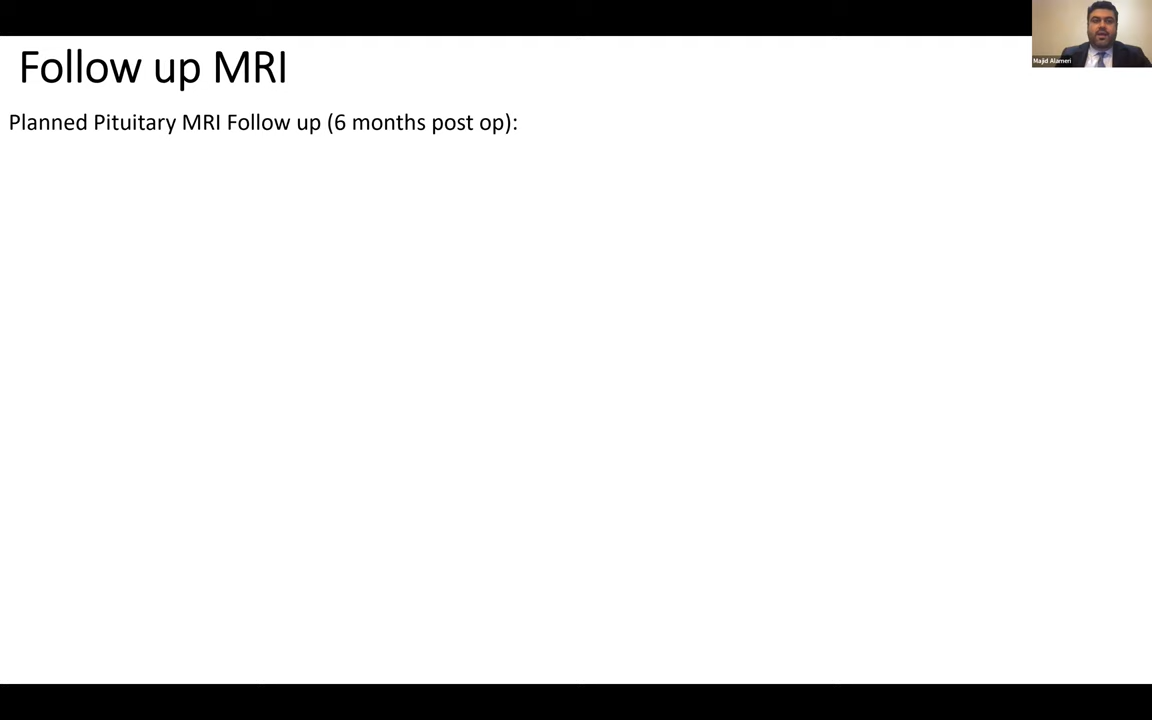 Follow up MRI
Majid Alameri
Planned Pituitary MRI Follow up (6 months post op):